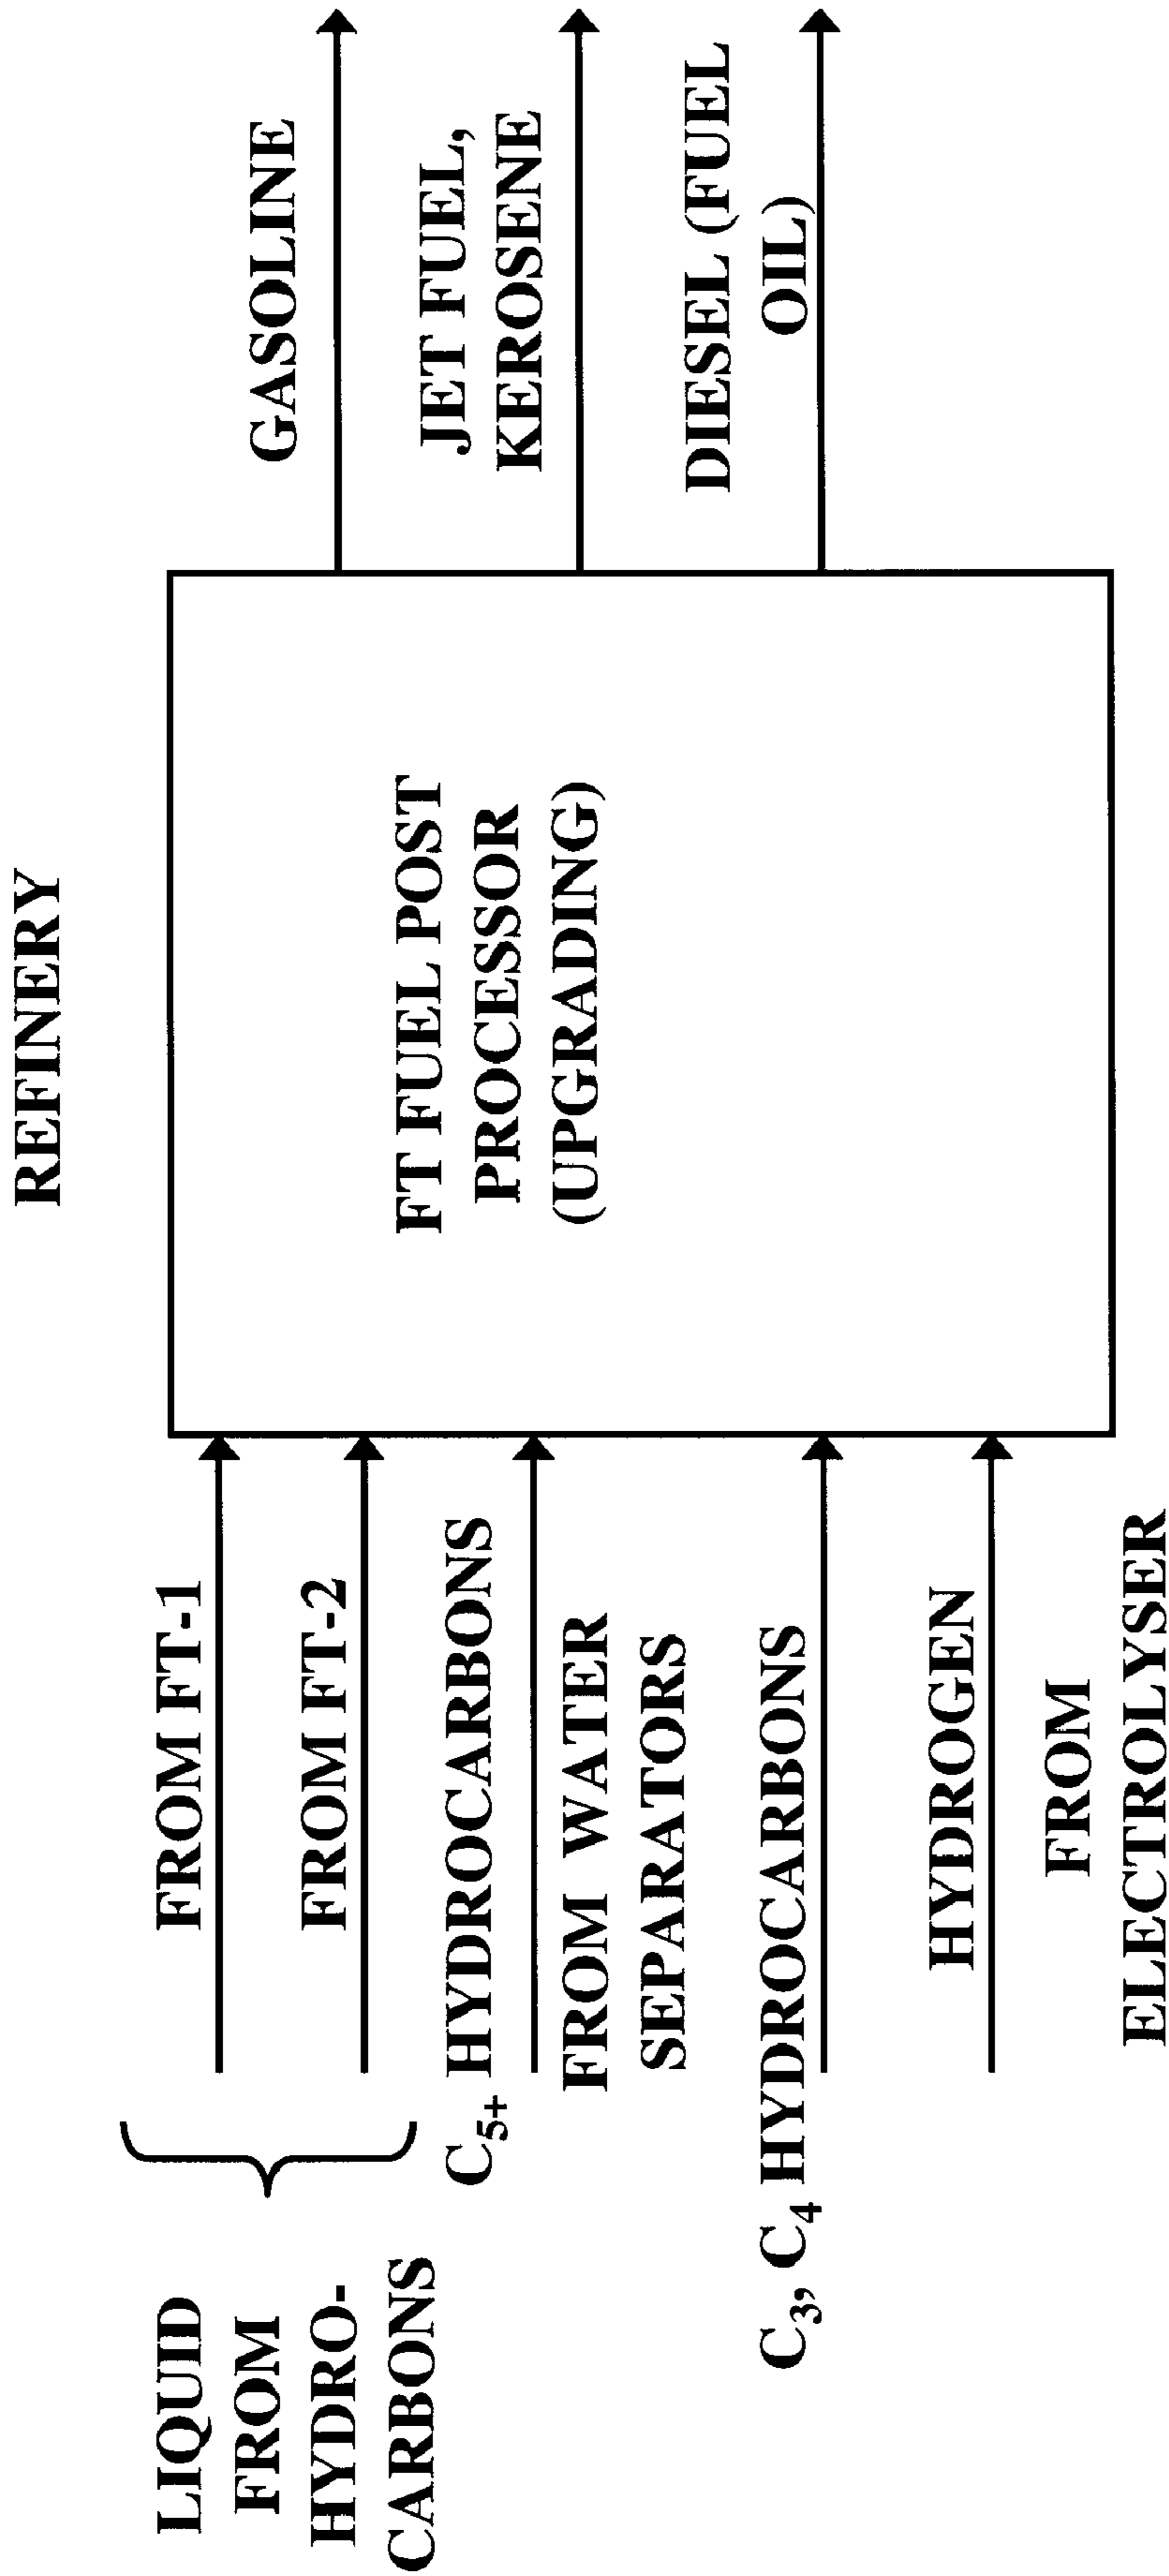 REFINERY
LIQUID
FROM
HYDRO-
CARBONS
FROM FT-1
FROM FT-2
C5+ HYDROCARBONS
FROM WATER
SEPARATORS
C3, C4 HYDROCARBONS
HYDROGEN
FROM
ELECTROLYSER
FT FUEL POST
PROCESSOR
(UPGRADING)
GASOLINE
JET FUEL,
KEROSENE
DIESEL (FUEL
OIL)